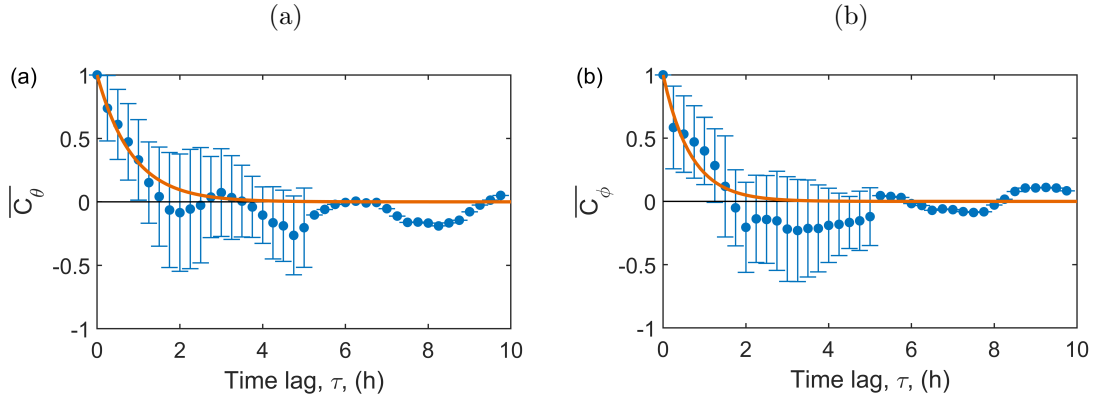 (a) (b)
(a) (b)
1 1
0.5 0.5
0 0
-0.5 -0.5
-1 -1
C̅θ C̅ϕ
0 2 4 6 8 10 0 2 4 6 8 10
Time lag, τ, (h) Time lag, τ, (h)